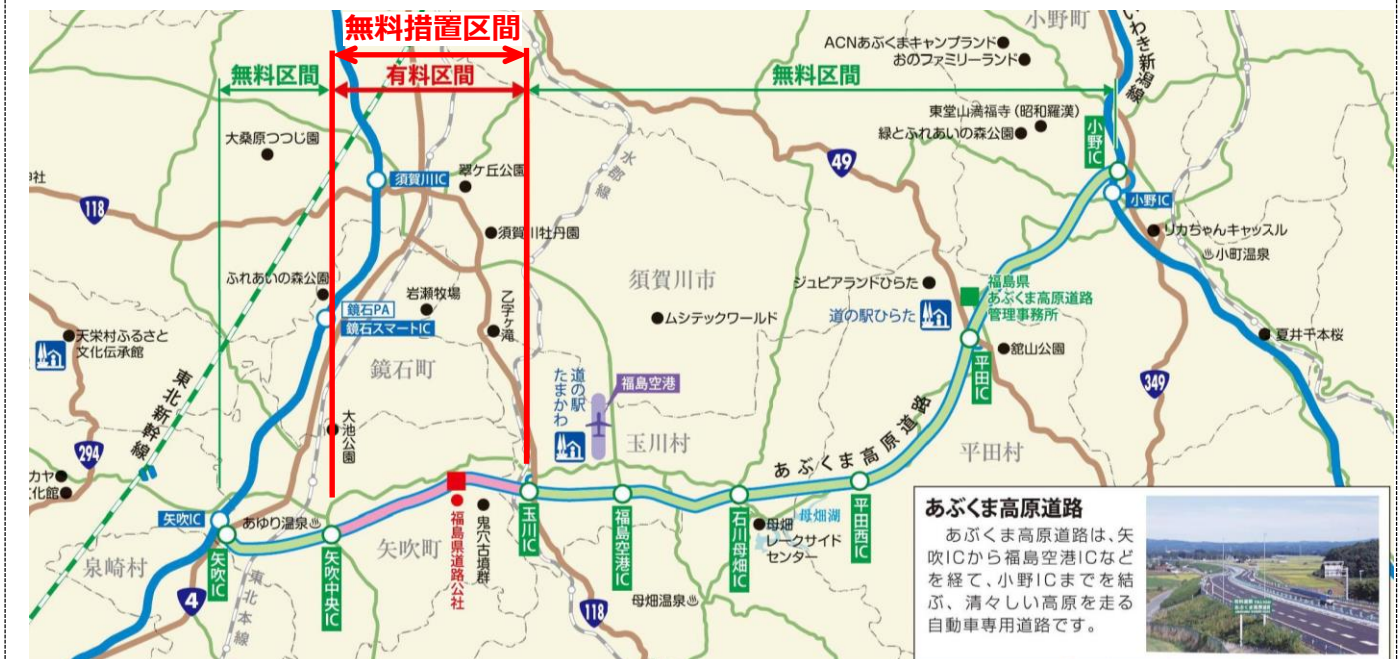 無料措置区間
無料区間
有料区間
無料区間
小野町
いわき新潟線
ACNあぶくまキャンプランド
おのファミリーランド
東堂山満福寺(昭和羅漢)
緑とふれあいの森公園
小野IC
小野IC
大桑原つつじ園
神社
118
須賀川IC
翠ケ丘公園
水郡線
49
須賀川牡丹園
リカちゃんキャッスル
小町温泉
ふれあいの森公園
岩瀬牧場
乙字ヶ滝
須賀川市
ジュピアランドひらた
福島県
あぶくま高原道路
管理事務所
鏡石PA
鏡石スマートIC
ムシテックワールド
道の駅ひらた
天栄村ふるさと
文化伝承館
夏井千本桜
舘山公園
東北新幹線
鏡石町
道の駅
たまかわ
福島空港
平田IC
349
大池公園
玉川村
あぶくま高原道路
平田村
294
カヤ
化館
矢吹IC
あゆり温泉
矢吹IC
泉崎村
4
東北本線
矢吹中央IC
矢吹町
福島県道路公社
鬼穴古墳群
玉川IC
福島空港IC
石川母畑IC
母畑
レークサイド
センター
母畑湖
平田西IC
母畑温泉
118
あぶくま高原道路
あぶくま高原道路は、矢
吹ICから福島空港ICなど
を経て、小野ICまでを結
ぶ、清々しい高原を走る
自動車専用道路です。